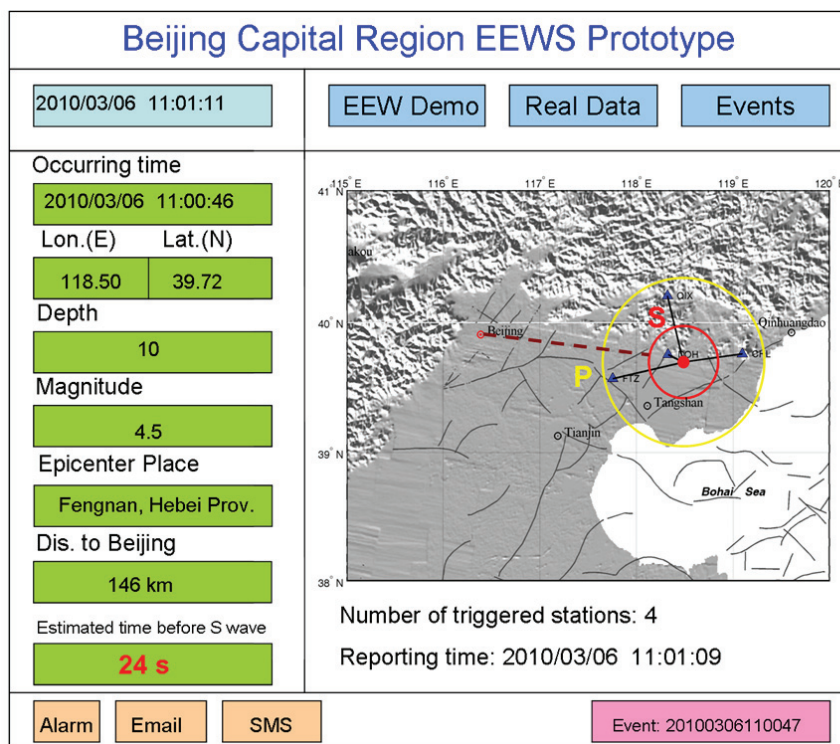 Beijing Capital Region EEWS Prototype
2010/03/06 11:01:11
EEW Demo
Real Data
Events
Occurring time
2010/03/06 11:00:46
Lon.(E) Lat.(N)
118.50 39.72
Depth
10
Magnitude
4.5
Epicenter Place
Fengnan, Hebei Prov.
Dis. to Beijing
146 km
Estimated time before S wave
24 s
115° E 116° E 117° E 118° E 119° E 120° E
41° N
akou
QIX
S
40° N
Beijing
Qinhuangdao
CFL
P
FTZ
Tangshan
Tianjin
39° N
Bohai Sea
38° N
Number of triggered stations: 4
Reporting time: 2010/03/06 11:01:09
Alarm
Email
SMS
Event: 20100306110047